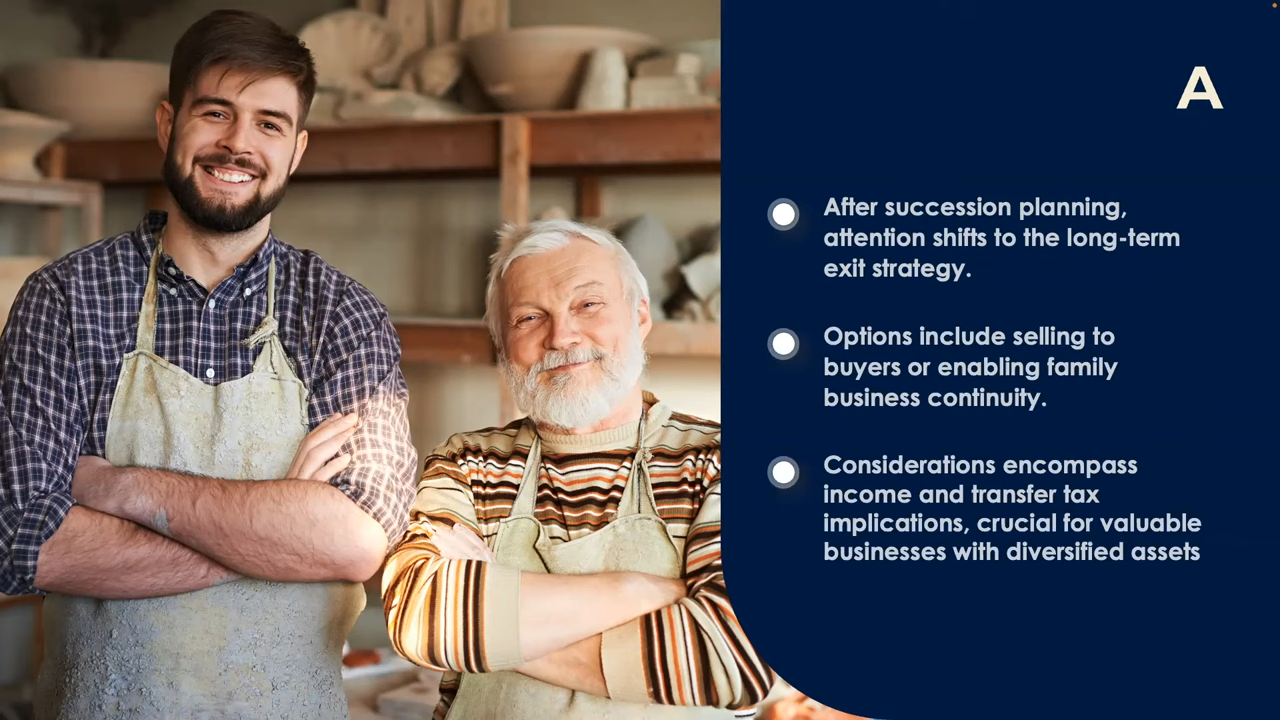 A
After succession planning,
attention shifts to the long-term
exit strategy.
Options include selling to
buyers or enabling family
business continuity.
Considerations encompass
income and transfer tax
implications, crucial for valuable
businesses with diversified assets